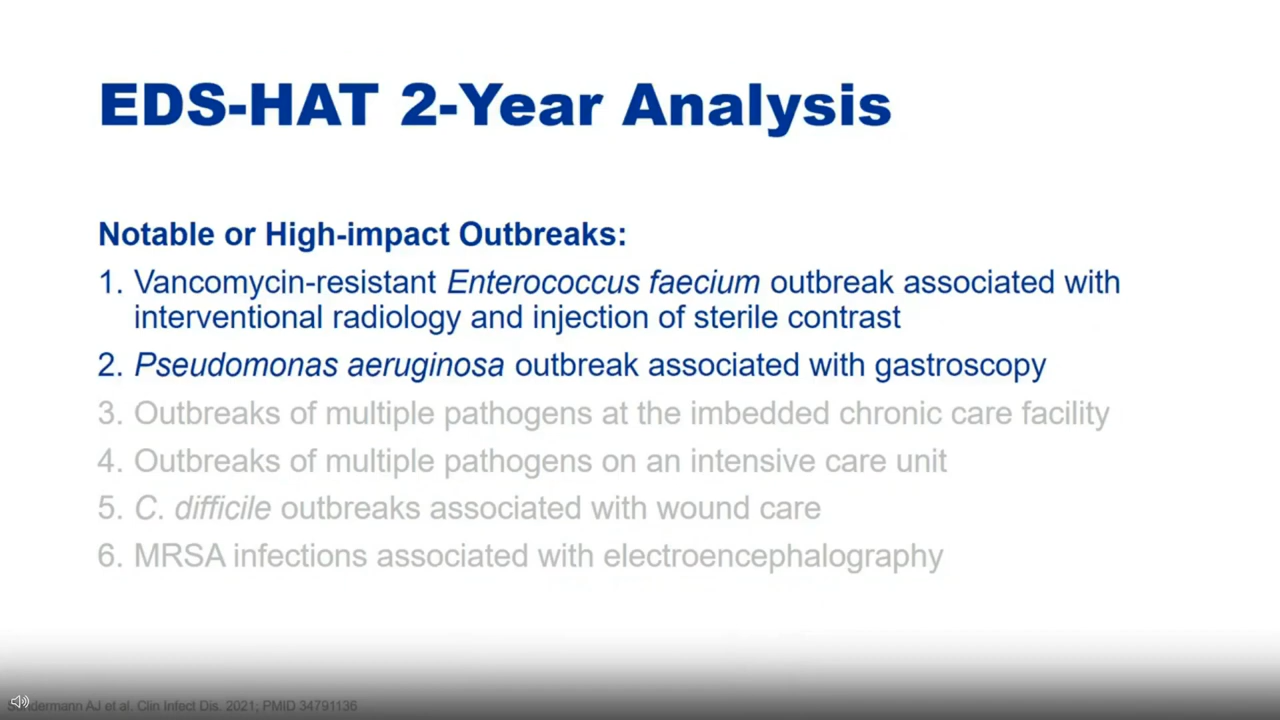 EDS-HAT 2-Year Analysis
Notable or High-impact Outbreaks:
1. Vancomycin-resistant Enterococcus faecium outbreak associated with
interventional radiology and injection of sterile contrast
2. Pseudomonas aeruginosa outbreak associated with gastroscopy
3. Outbreaks of multiple pathogens at the imbedded chronic care facility
4. Outbreaks of multiple pathogens on an intensive care unit
5. C. difficile outbreaks associated with wound care
6. MRSA infections associated with electroencephalography
AJ et al. Clin Infect Dis. 2021; PMID 34791136